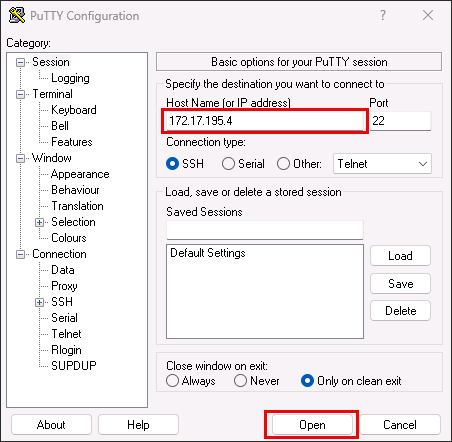 PuTTY Configuration
?
Category:
Session
Logging
Terminal
Keyboard
Bell
Features
Window
Appearance
Behaviour
Translation
Selection
Colours
Connection
Data
Proxy
SSH
Serial
Telnet
Rlogin
SUPDUP
Basic options for your PuTTY session
Specify the destination you want to connect to
Host Name (or IP address) Port
172.17.195.4 22
Connection type:
SSH Serial Other: Telnet
Load, save or delete a stored session
Saved Sessions
Default Settings
Load
Save
Delete
Close window on exit:
Always Never Only on clean exit
About Help Open Cancel